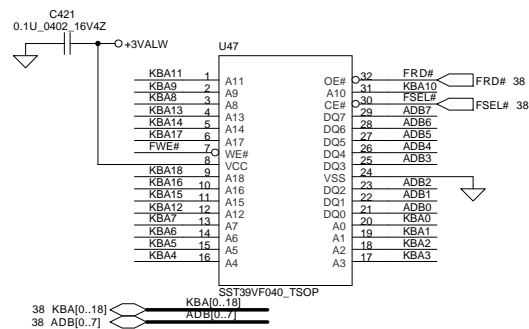 C421
0.1U_0402_16V4Z
+3VALW
U47
KBA11 1 A11 OE# 32 FRD# FRD# 38
KBA9 2 A9 A10 31 KBA10
KBA8 3 A8 CE# 30 FSEL# FSEL# 38
KBA13 4 A13 DQ7 29 ADB7
KBA14 5 A14 DQ6 28 ADB6
KBA17 6 A17 DQ5 27 ADB5
FWE# 7 WE# DQ4 26 ADB4
8 VCC DQ3 25 ADB3
KBA18 9 A18 VSS 24
KBA16 10 A16 DQ2 23 ADB2
KBA15 11 A15 DQ1 22 ADB1
KBA12 12 A12 DQ0 21 ADB0
KBA7 13 A7 A0 20 KBA0
KBA6 14 A6 A1 19 KBA1
KBA5 15 A5 A2 18 KBA2
KBA4 16 A4 A3 17 KBA3
SST39VF040_TSOP
38 KBA[0..18] KBA[0..18]
38 ADB[0..7] ADB[0..7]